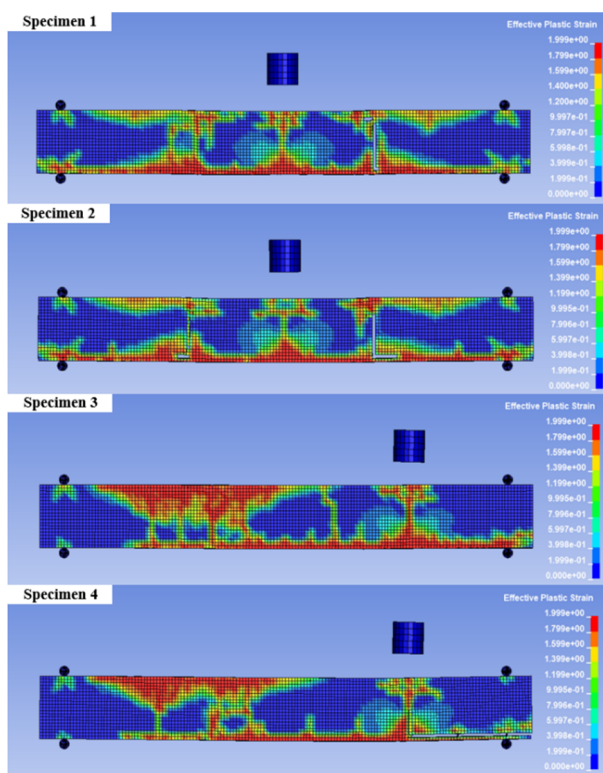 Specimen 1
Effective Plastic Strain
1.999e+00
1.799e+00
1.599e+00
1.400e+00
1.200e+00
9.997e-01
7.997e-01
5.998e-01
3.999e-01
1.999e-01
0.000e+00
Specimen 2
Effective Plastic Strain
1.999e+00
1.799e+00
1.599e+00
1.399e+00
1.199e+00
9.995e-01
7.996e-01
5.997e-01
3.998e-01
1.999e-01
0.000e+00
Specimen 3
Effective Plastic Strain
1.999e+00
1.799e+00
1.599e+00
1.399e+00
1.199e+00
9.995e-01
7.996e-01
5.997e-01
3.998e-01
1.999e-01
0.000e+00
Specimen 4
Effective Plastic Strain
1.999e+00
1.799e+00
1.599e+00
1.399e+00
1.199e+00
9.995e-01
7.996e-01
5.997e-01
3.998e-01
1.999e-01
0.000e+00